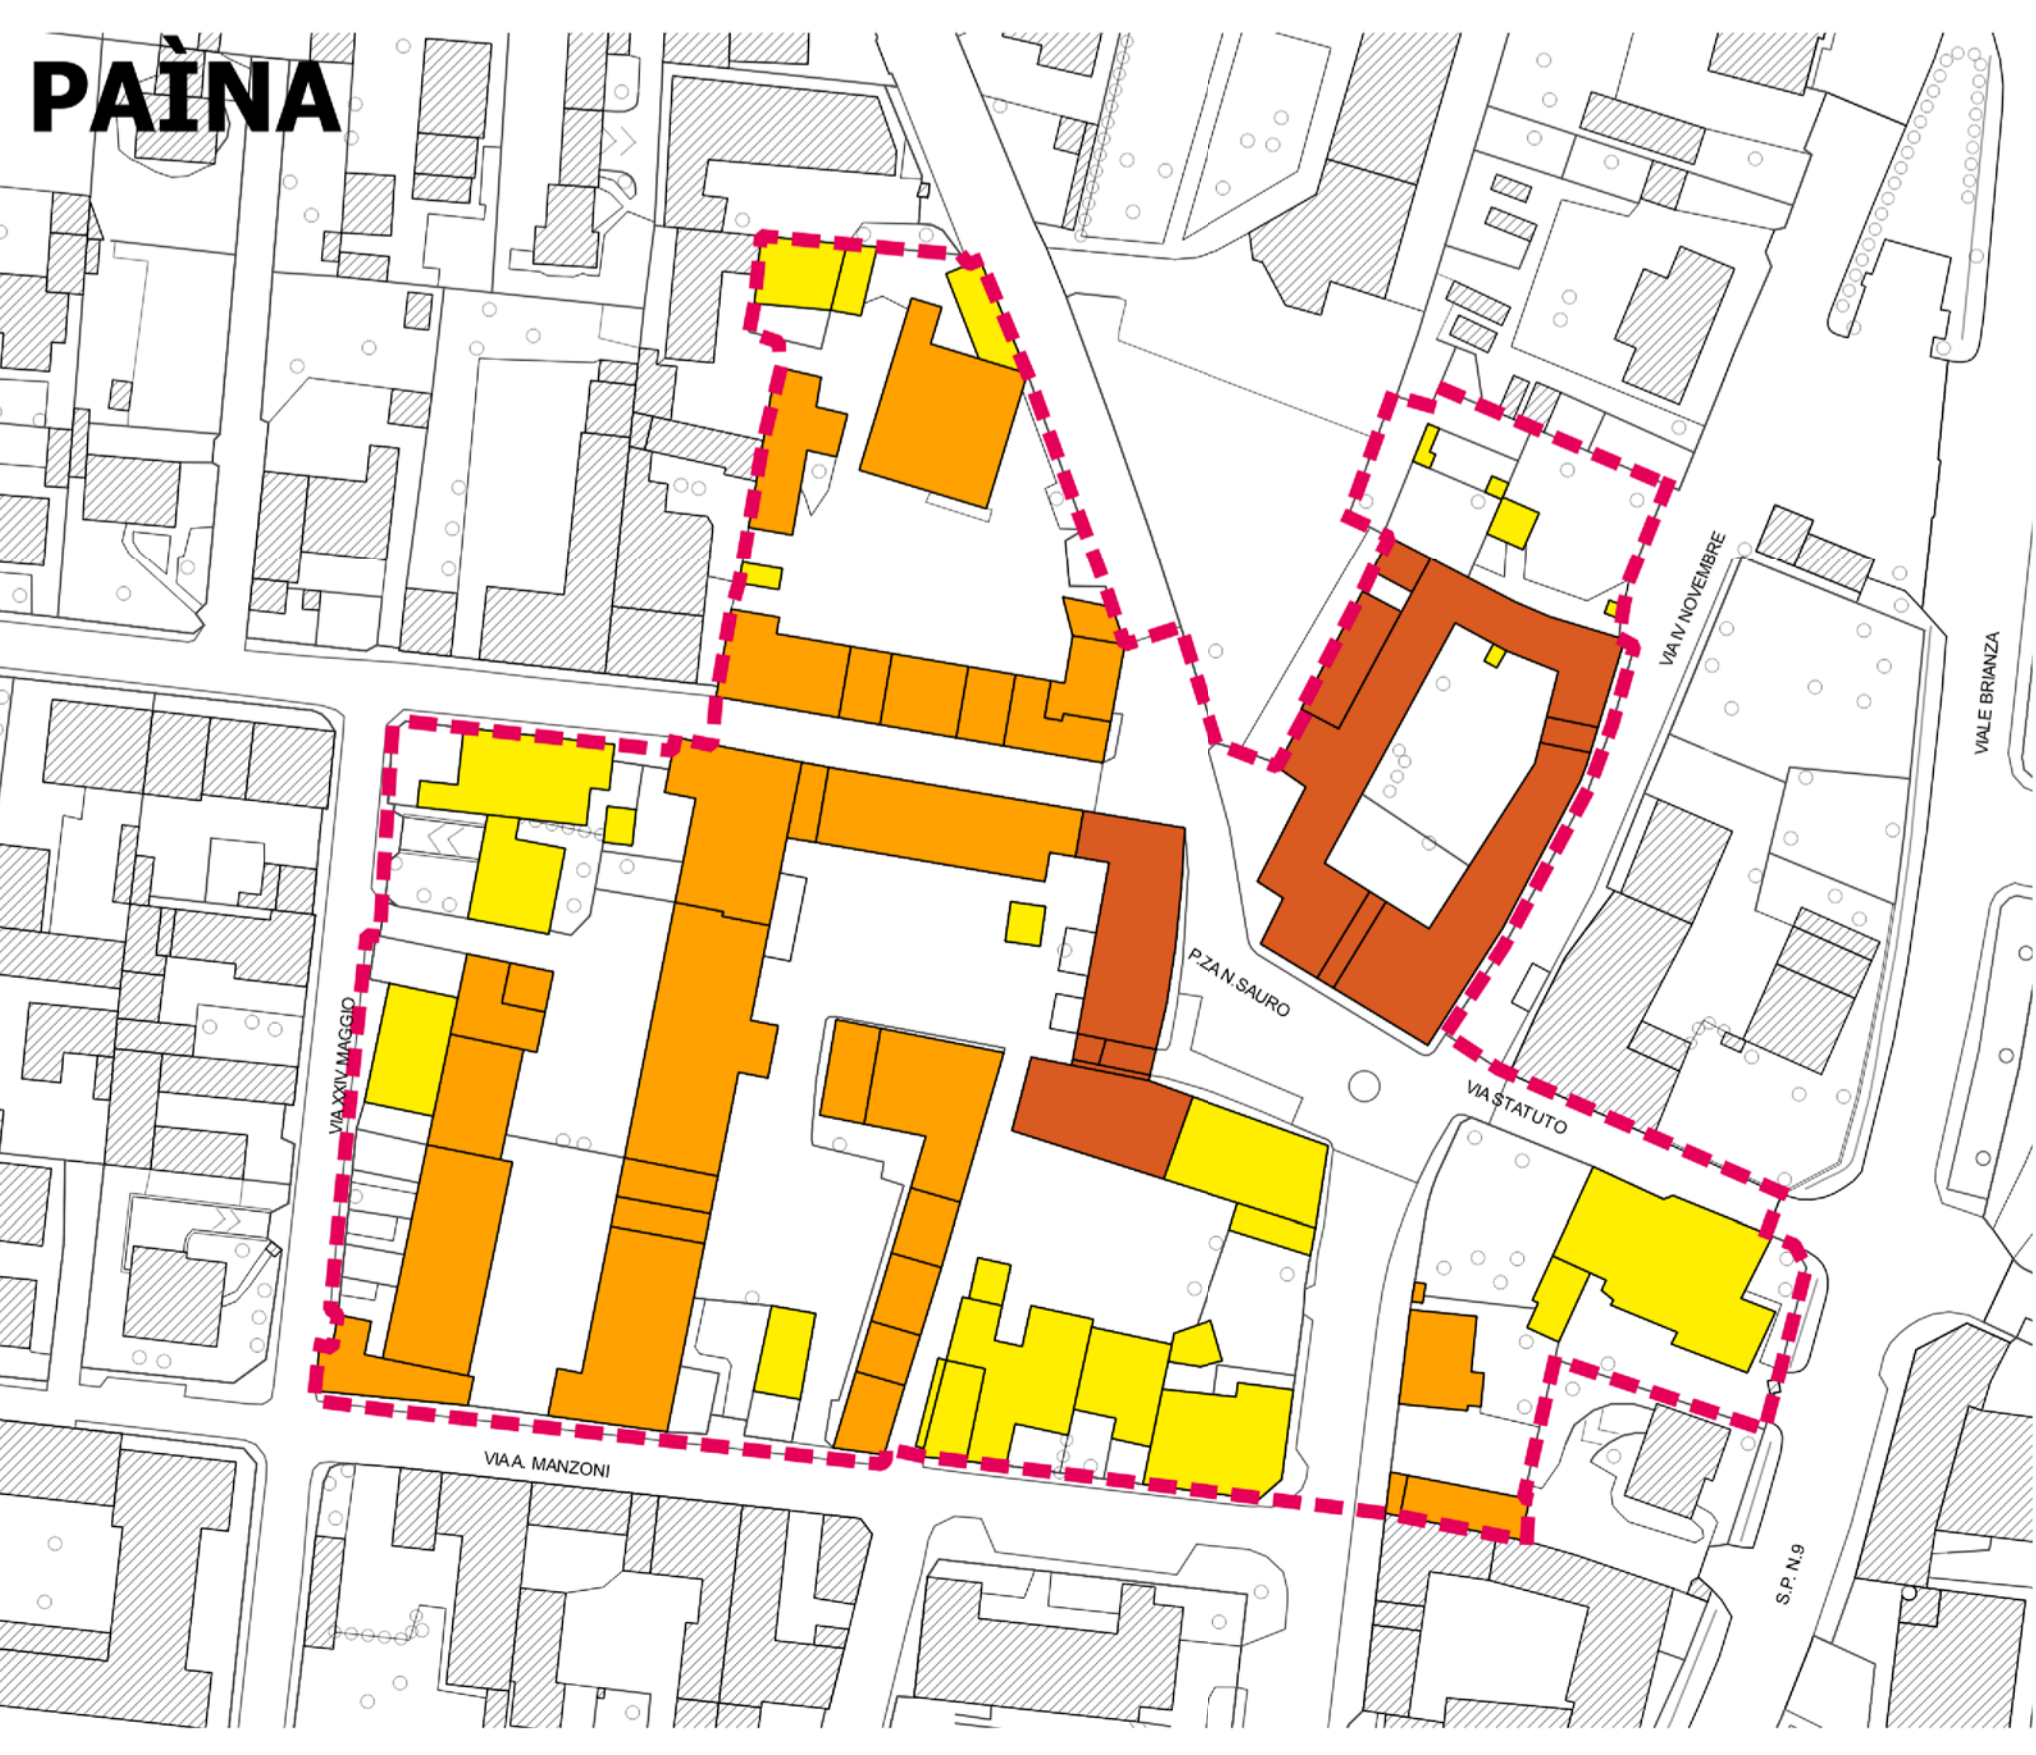 PAÌNA
VIA IV NOVEMBRE
VIALE BRIANZA
P.ZA N. SAURO
VIA XXIV MAGGIO
VIA STATUTO
VIA A. MANZONI
S.P. N.9